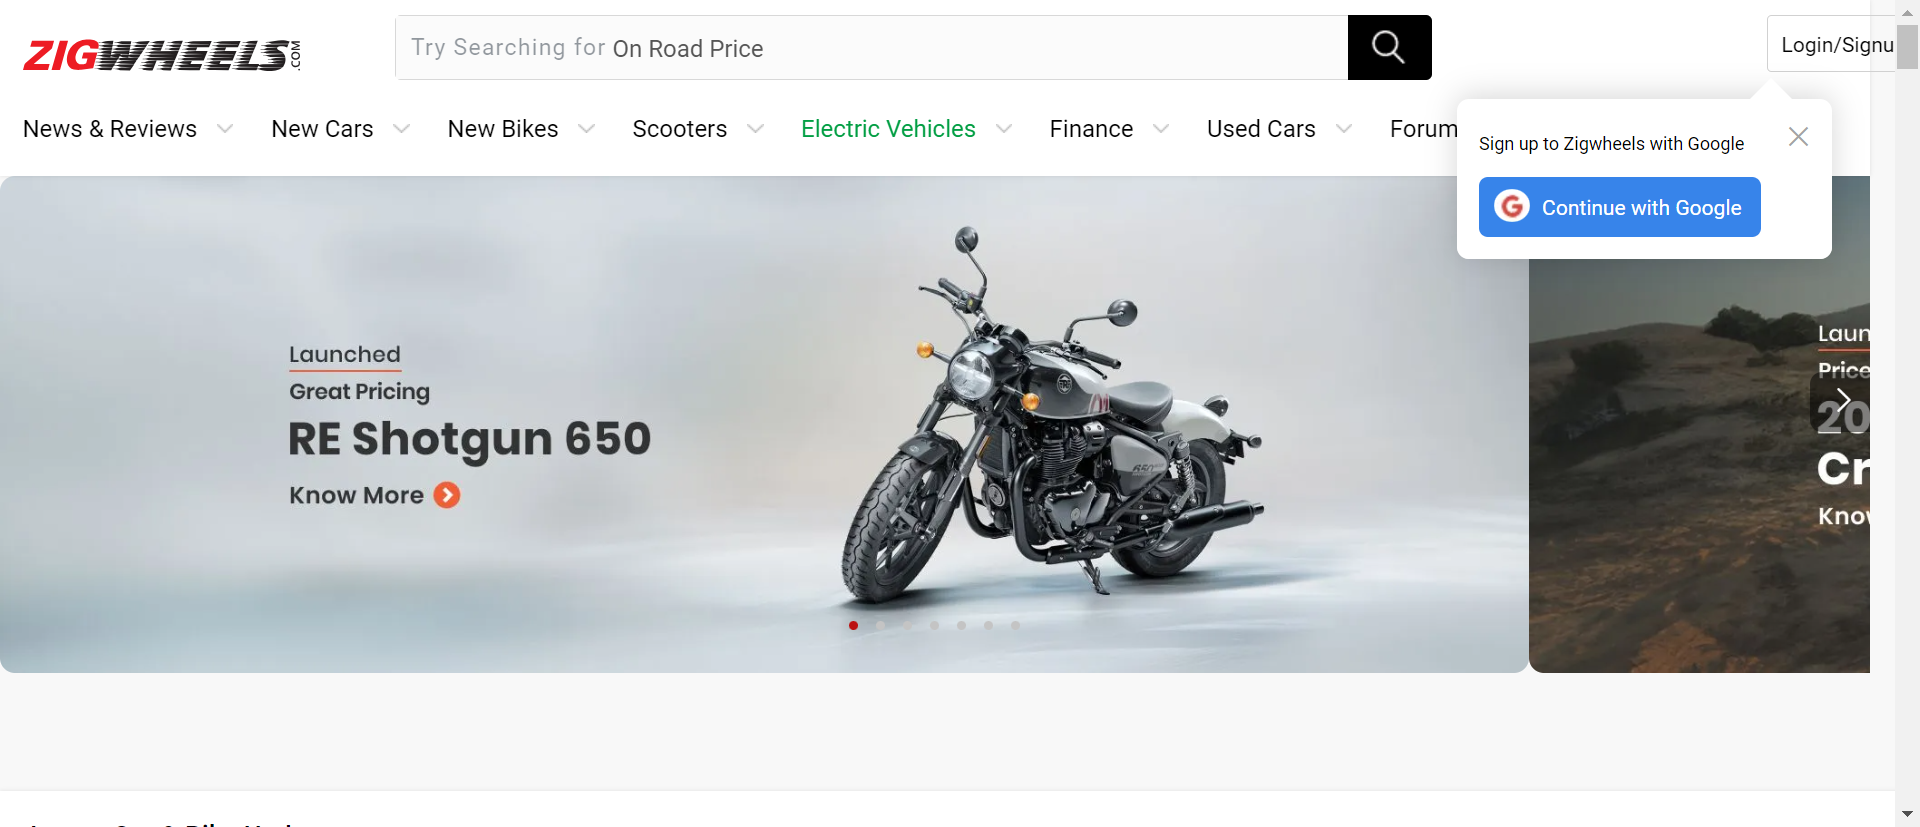 ZIGWHEELS.COM
Try Searching for On Road Price
Login/Signu
News & Reviews
New Cars
New Bikes
Scooters
Electric Vehicles
Finance
Used Cars
Forum
Sign up to Zigwheels with Google
G Continue with Google
Launched
Great Pricing
RE Shotgun 650
Know More
650
Laun
Price
20
Cr
Know